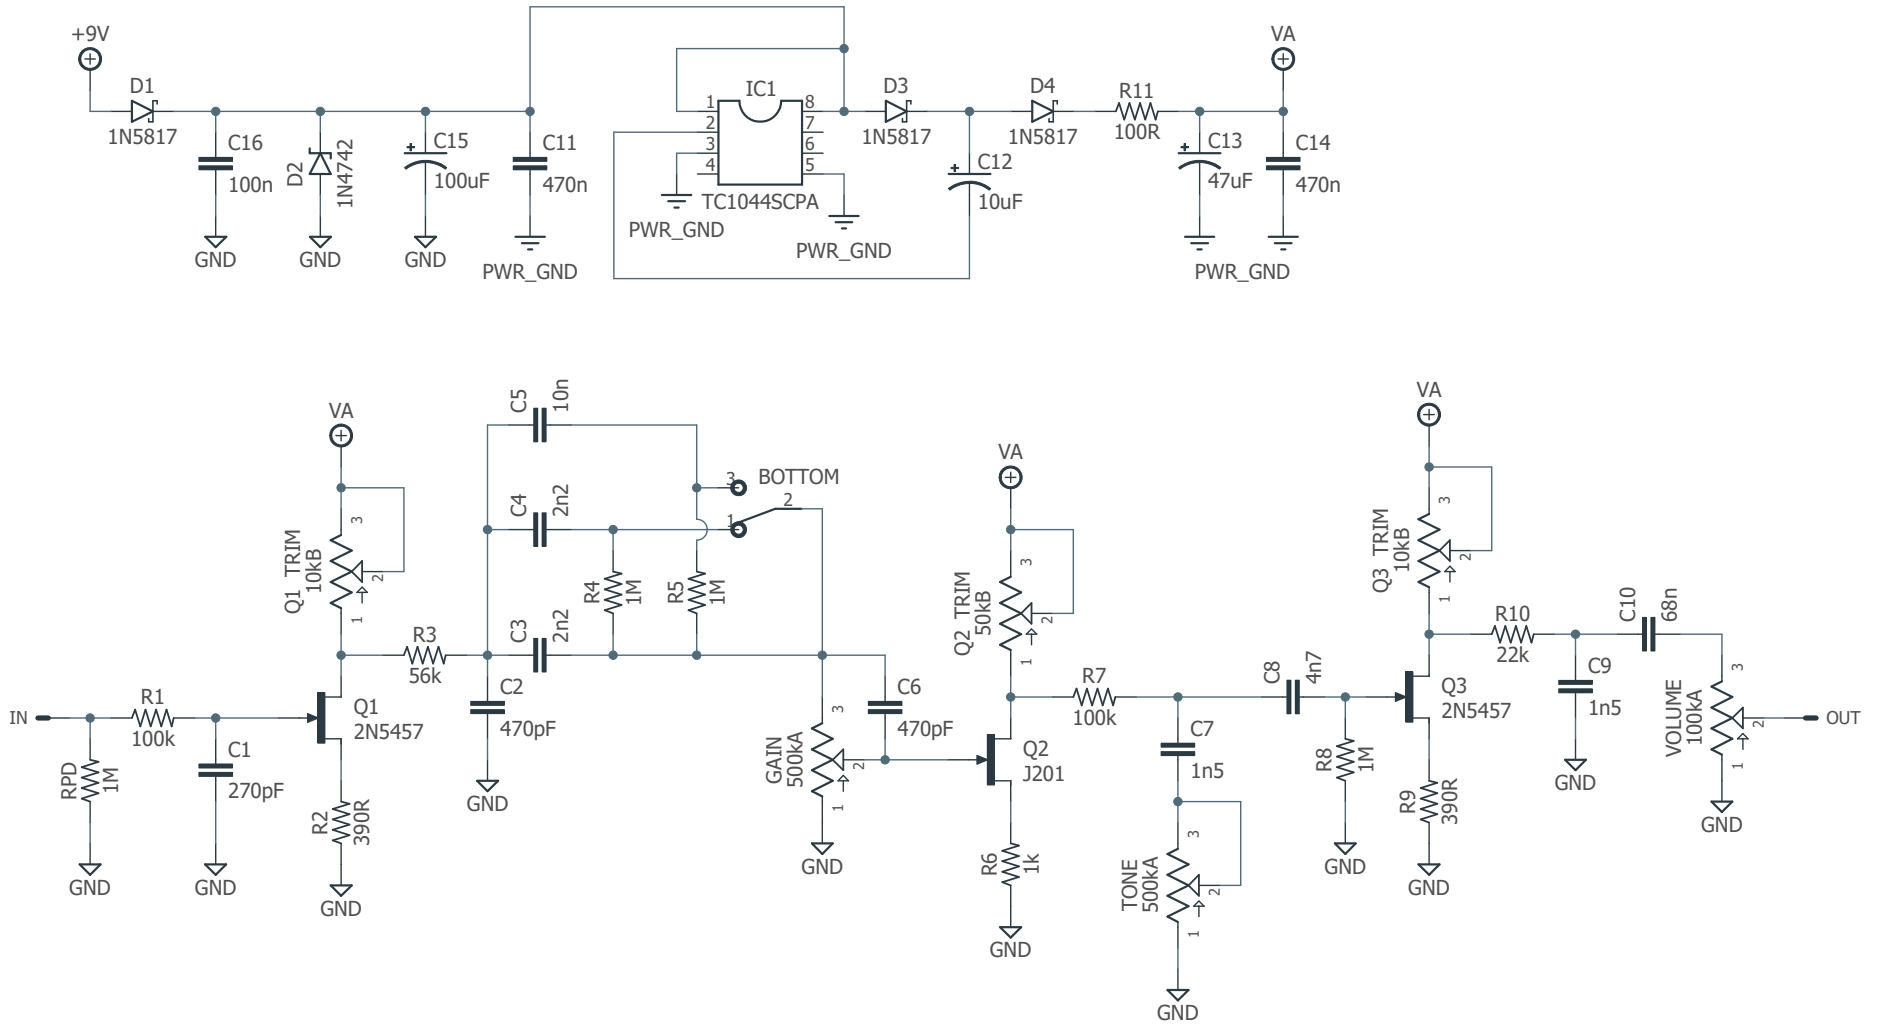 +9V
D1
1N5817
C16
100n
GND
D2
1N4742
GND
C15
100uF
GND
C11
470n
PWR_GND
IC1
1
2
3
4
8
7
6
5
TC1044SCPA
PWR_GND
PWR_GND
D3
1N5817
C12
10uF
D4
1N5817
R11
100R
C13
47uF
VA
C14
470n
PWR_GND
IN
RPD
1M
GND
R1
100k
C1
270pF
GND
VA
Q1 TRIM
10kB
3
2
1
Q1
2N5457
R2
390R
GND
R3
56k
C2
470pF
GND
C5
10n
C4
2n2
C3
2n2
R4
1M
R5
1M
BOTTOM
3
2
1
GAIN
500kA
3
2
1
GND
C6
470pF
VA
Q2 TRIM
50kB
3
2
1
Q2
J201
R6
1k
GND
R7
100k
C7
1n5
TONE
500kA
3
2
1
GND
C8
4n7
R8
1M
GND
VA
Q3 TRIM
10kB
3
2
1
Q3
2N5457
R9
390R
GND
R10
22k
C9
1n5
GND
C10
68n
VOLUME
100kA
3
2
1
GND
OUT